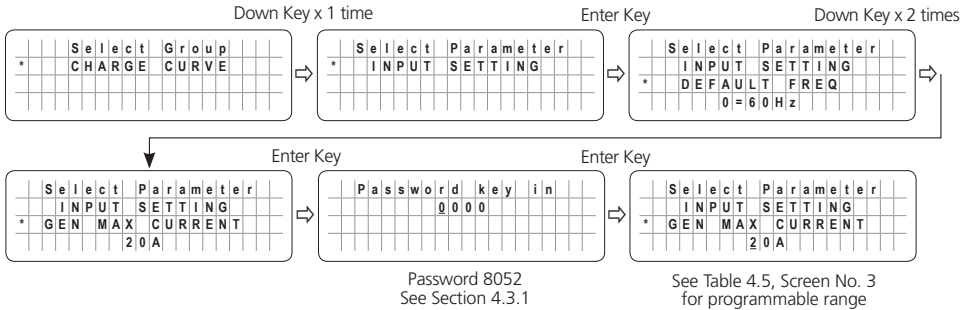 Down Key x 1 time
Enter Key
Down Key x 2 times
Select Group
* CHARGE CURVE
Select Parameter
* INPUT SETTING
Select Parameter
INPUT SETTING
* DEFAULT FREQ
0=60Hz
Enter Key
Enter Key
Select Parameter
INPUT SETTING
* GEN MAX CURRENT
20A
Password key in
0000
Select Parameter
INPUT SETTING
* GEN MAX CURRENT
20A
Password 8052
See Section 4.3.1
See Table 4.5, Screen No. 3
for programmable range